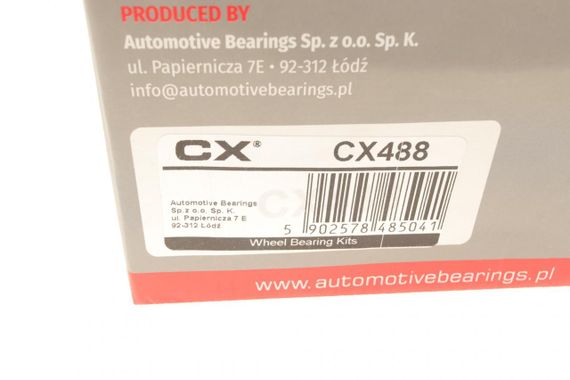 PRODUCED BY
Automotive Bearings Sp. z o.o. Sp. K.
ul. Papiernicza 7E • 92-312 Łódź
info@automotivebearings.pl
CX® CX488
Automotive Bearings
Sp.z o.o. Sp. K.
ul. Papiernicza 7 E
92-312 Łódź
5 902578 485041
Wheel Bearing Kits
www.automotivebearings.pl